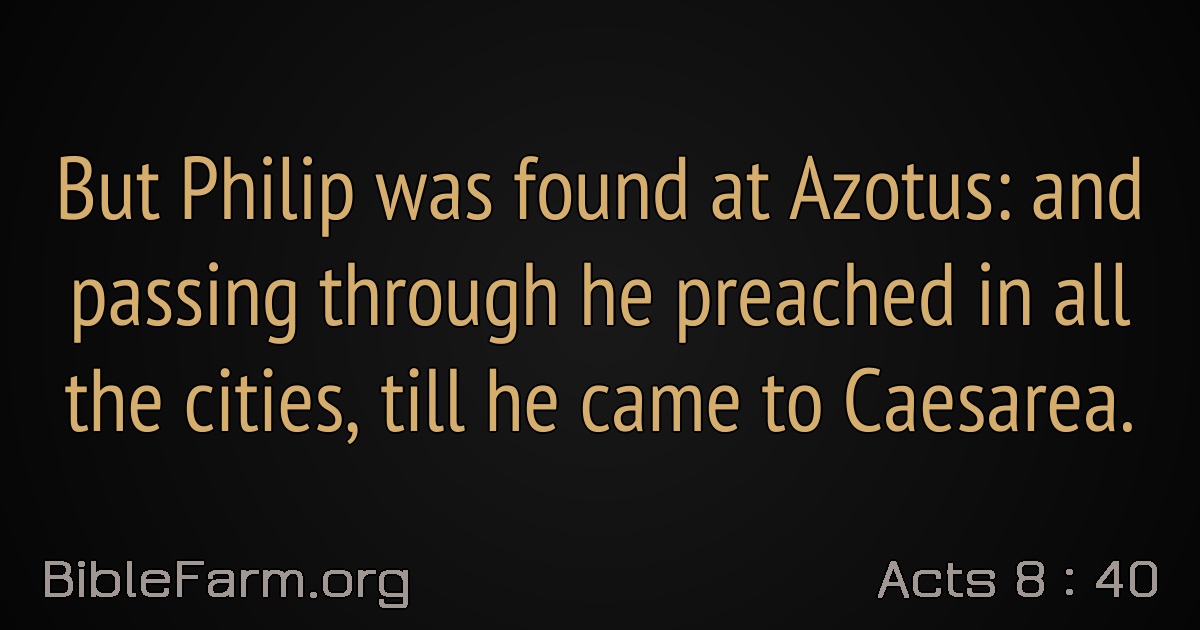 But Philip was found at Azotus: and
passing through he preached in all
the cities, till he came to Caesarea.
BibleFarm.org
Acts 8 : 40